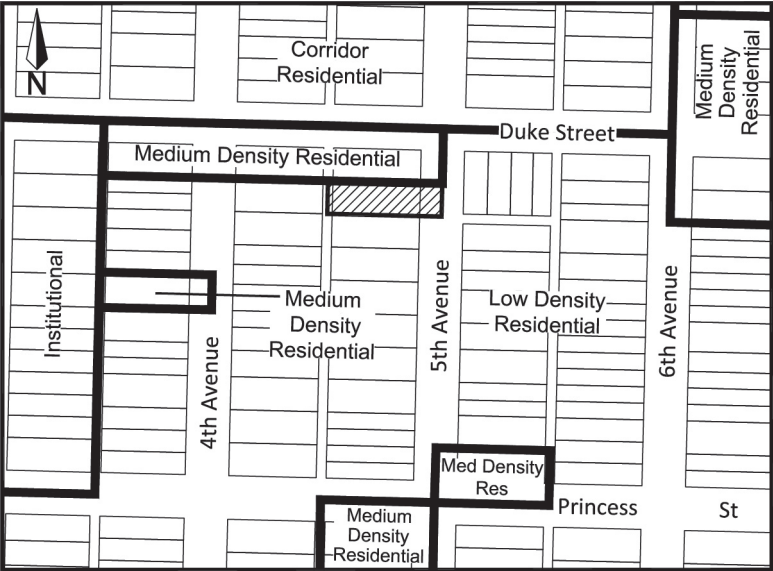 N
Corridor
Residential
Medium
Density
Residential
Duke Street
Medium Density Residential
Institutional
Medium
Density
Residential
4th Avenue
5th Avenue
Low Density
Residential
6th Avenue
Med Density
Res
Princess St
Medium
Density
Residential